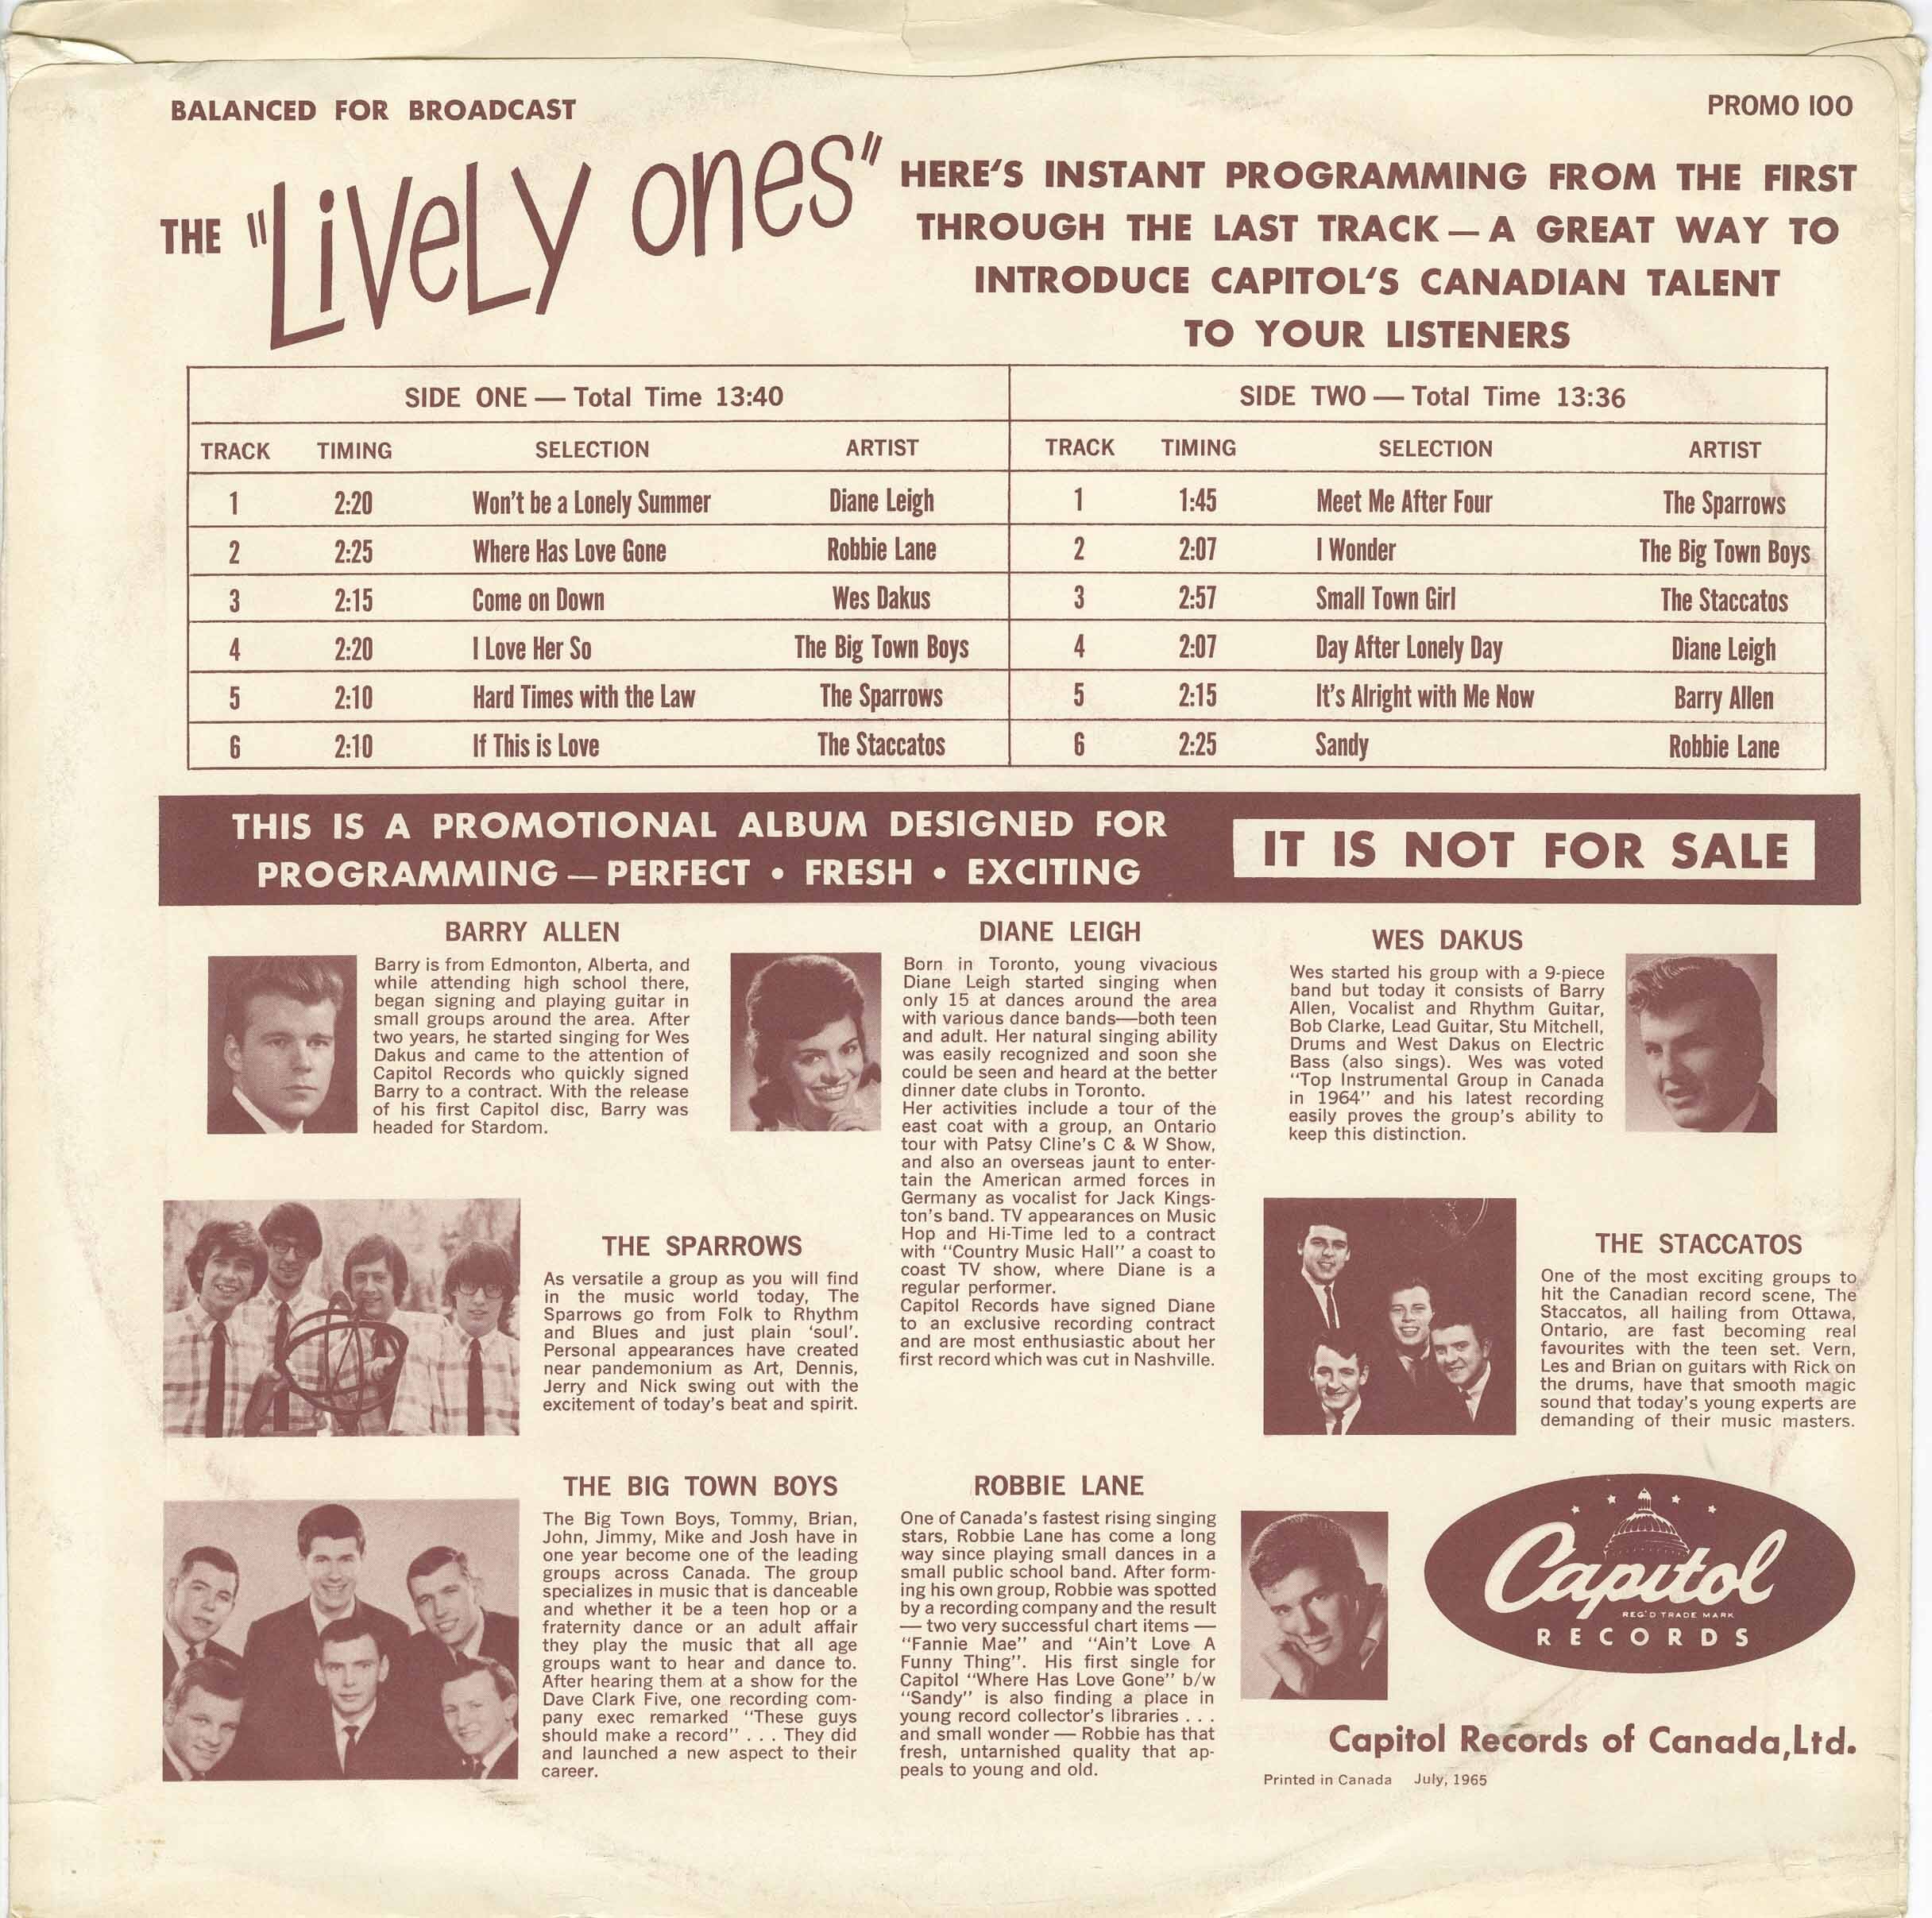 BALANCED FOR BROADCAST
PROMO 100
THE "LiVeLy ones"
HERE'S INSTANT PROGRAMMING FROM THE FIRST
THROUGH THE LAST TRACK — A GREAT WAY TO
INTRODUCE CAPITOL'S CANADIAN TALENT
TO YOUR LISTENERS
SIDE ONE — Total Time 13:40
TRACK TIMING SELECTION ARTIST
1 2:20 Won't be a Lonely Summer Diane Leigh
2 2:25 Where Has Love Gone Robbie Lane
3 2:15 Come on Down Wes Dakus
4 2:20 I Love Her So The Big Town Boys
5 2:10 Hard Times with the Law The Sparrows
6 2:10 If This is Love The Staccatos
SIDE TWO — Total Time 13:36
TRACK TIMING SELECTION ARTIST
1 1:45 Meet Me After Four The Sparrows
2 2:07 I Wonder The Big Town Boys
3 2:57 Small Town Girl The Staccatos
4 2:07 Day After Lonely Day Diane Leigh
5 2:15 It's Alright with Me Now Barry Allen
6 2:25 Sandy Robbie Lane
THIS IS A PROMOTIONAL ALBUM DESIGNED FOR
PROGRAMMING — PERFECT • FRESH • EXCITING
IT IS NOT FOR SALE
BARRY ALLEN
Barry is from Edmonton, Alberta, and
while attending high school there,
began signing and playing guitar in
small groups around the area. After
two years, he started singing for Wes
Dakus and came to the attention of
Capitol Records who quickly signed
Barry to a contract. With the release
of his first Capitol disc, Barry was
headed for Stardom.
DIANE LEIGH
Born in Toronto, young vivacious
Diane Leigh started singing when
only 15 at dances around the area
with various dance bands—both teen
and adult. Her natural singing ability
was easily recognized and soon she
could be seen and heard at the better
dinner date clubs in Toronto.
Her activities include a tour of the
east coat with a group, an Ontario
tour with Patsy Cline's C & W Show,
and also an overseas jaunt to enter-
tain the American armed forces in
Germany as vocalist for Jack Kings-
ton's band. TV appearances on Music
Hop and Hi-Time led to a contract
with "Country Music Hall" a coast to
coast TV show, where Diane is a
regular performer.
Capitol Records have signed Diane
to an exclusive recording contract
and are most enthusiastic about her
first record which was cut in Nashville.
WES DAKUS
Wes started his group with a 9-piece
band but today it consists of Barry
Allen, Vocalist and Rhythm Guitar,
Bob Clarke, Lead Guitar, Stu Mitchell,
Drums and West Dakus on Electric
Bass (also sings). Wes was voted
"Top Instrumental Group in Canada
in 1964" and his latest recording
easily proves the group's ability to
keep this distinction.
THE SPARROWS
As versatile a group as you will find
in the music world today, The
Sparrows go from Folk to Rhythm
and Blues and just plain 'soul'.
Personal appearances have created
near pandemonium as Art, Dennis,
Jerry and Nick swing out with the
excitement of today's beat and spirit.
THE STACCATOS
One of the most exciting groups to
hit the Canadian record scene, The
Staccatos, all hailing from Ottawa,
Ontario, are fast becoming real
favourites with the teen set. Vern,
Les and Brian on guitars with Rick on
the drums, have that smooth magic
sound that today's young experts are
demanding of their music masters.
THE BIG TOWN BOYS
The Big Town Boys, Tommy, Brian,
John, Jimmy, Mike and Josh have in
one year become one of the leading
groups across Canada. The group
specializes in music that is danceable
and whether it be a teen hop or a
fraternity dance or an adult affair
they play the music that all age
groups want to hear and dance to.
After hearing them at a show for the
Dave Clark Five, one recording com-
pany exec remarked "These guys
should make a record" . . . They did
and launched a new aspect to their
career.
ROBBIE LANE
One of Canada's fastest rising singing
stars, Robbie Lane has come a long
way since playing small dances in a
small public school band. After form-
ing his own group, Robbie was spotted
by a recording company and the result
— two very successful chart items —
"Fannie Mae" and "Ain't Love A
Funny Thing". His first single for
Capitol "Where Has Love Gone" b/w
"Sandy" is also finding a place in
young record collector's libraries . . .
and small wonder — Robbie has that
fresh, untarnished quality that ap-
peals to young and old.
Capitol
REG'D TRADE MARK
RECORDS
Capitol Records of Canada, Ltd.
Printed in Canada July, 1965